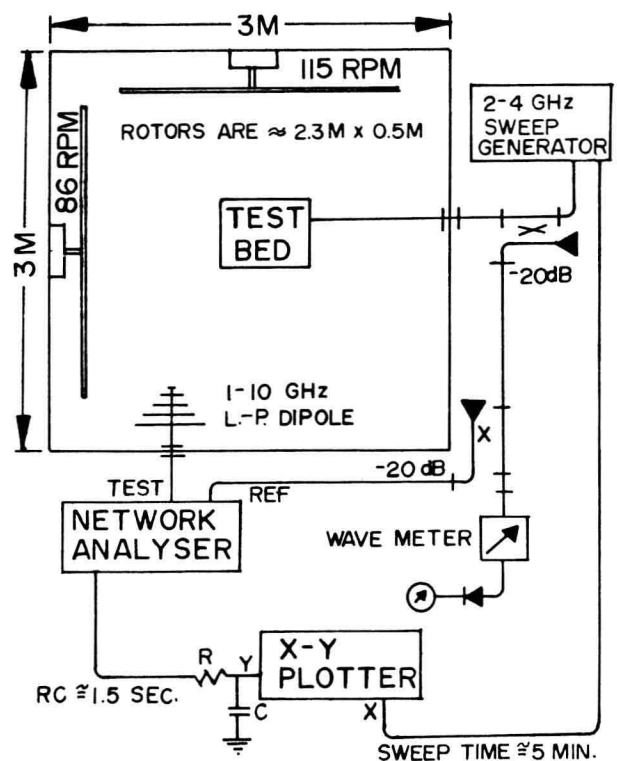 3M
115 RPM
2-4 GHz
SWEEP
GENERATOR
ROTORS ARE ≈ 2.3M x 0.5M
86 RPM
3M
TEST
BED
-20dB
1-10 GHz
L.-P. DIPOLE
X
-20 dB
TEST
REF
NETWORK
ANALYSER
WAVE METER
R
Y
X-Y
PLOTTER
RC ≅ 1.5 SEC.
C
X
SWEEP TIME ≅ 5 MIN.